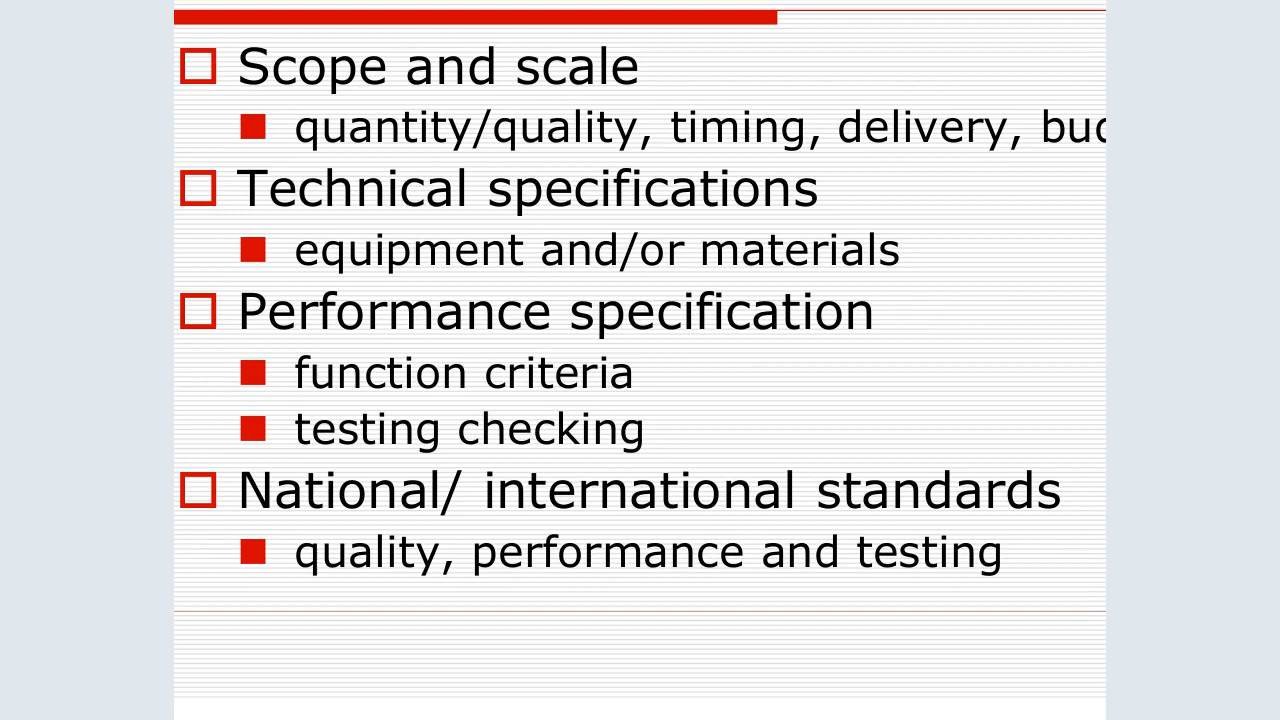 Scope and scale
quantity/quality, timing, delivery,
Technical specifications
equipment and/or materials
Performance specification
function criteria
testing checking
National/ international standards
quality, performance and testing